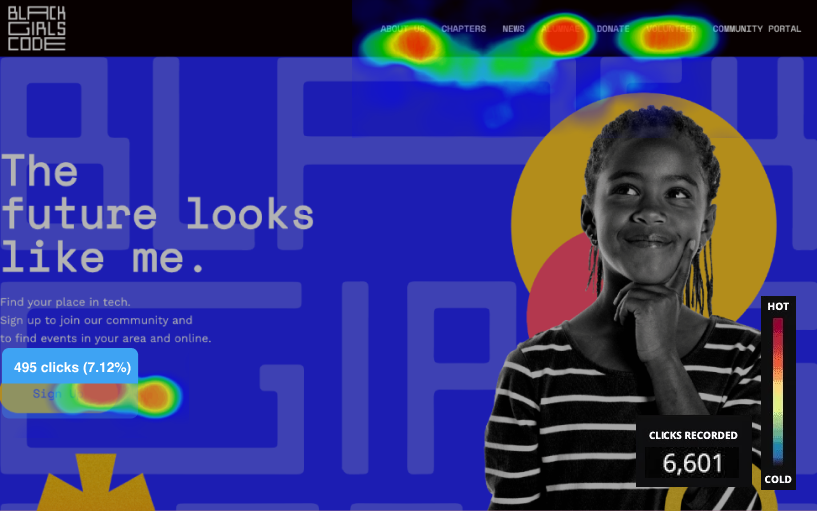 BLACK
GIRLS
CODE
ABOUT US CHAPTERS NEWS DONATE VOLUNTEER COMMUNITY PORTAL
The
future looks
like me.
Find your place in tech.
Sign up to join our community and
to find events in your area and online.
495 clicks (7.12%)
Sign
HOT
CLICKS RECORDED
6,601
COLD